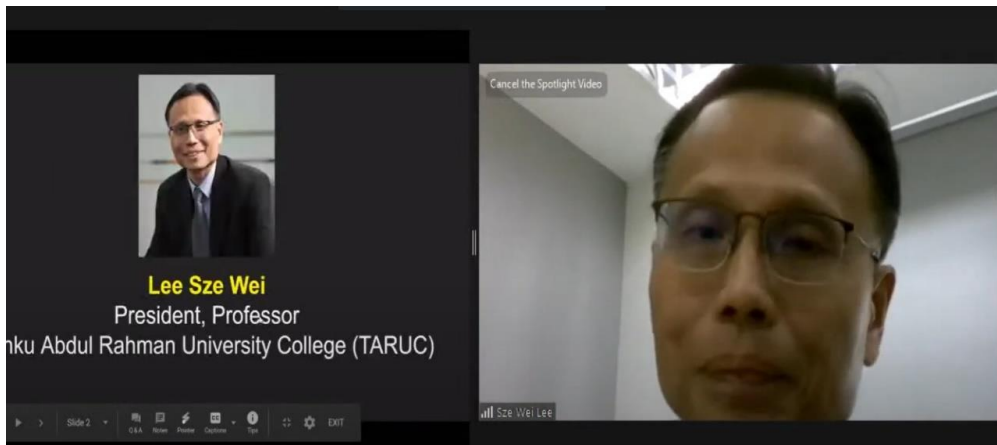 Lee Sze Wei
President, Professor
nku Abdul Rahman University College (TARUC)
Slide 2
Q&A Notes Pointer Captions Tips
EXIT
Cancel the Spotlight Video
Sze Wei Lee